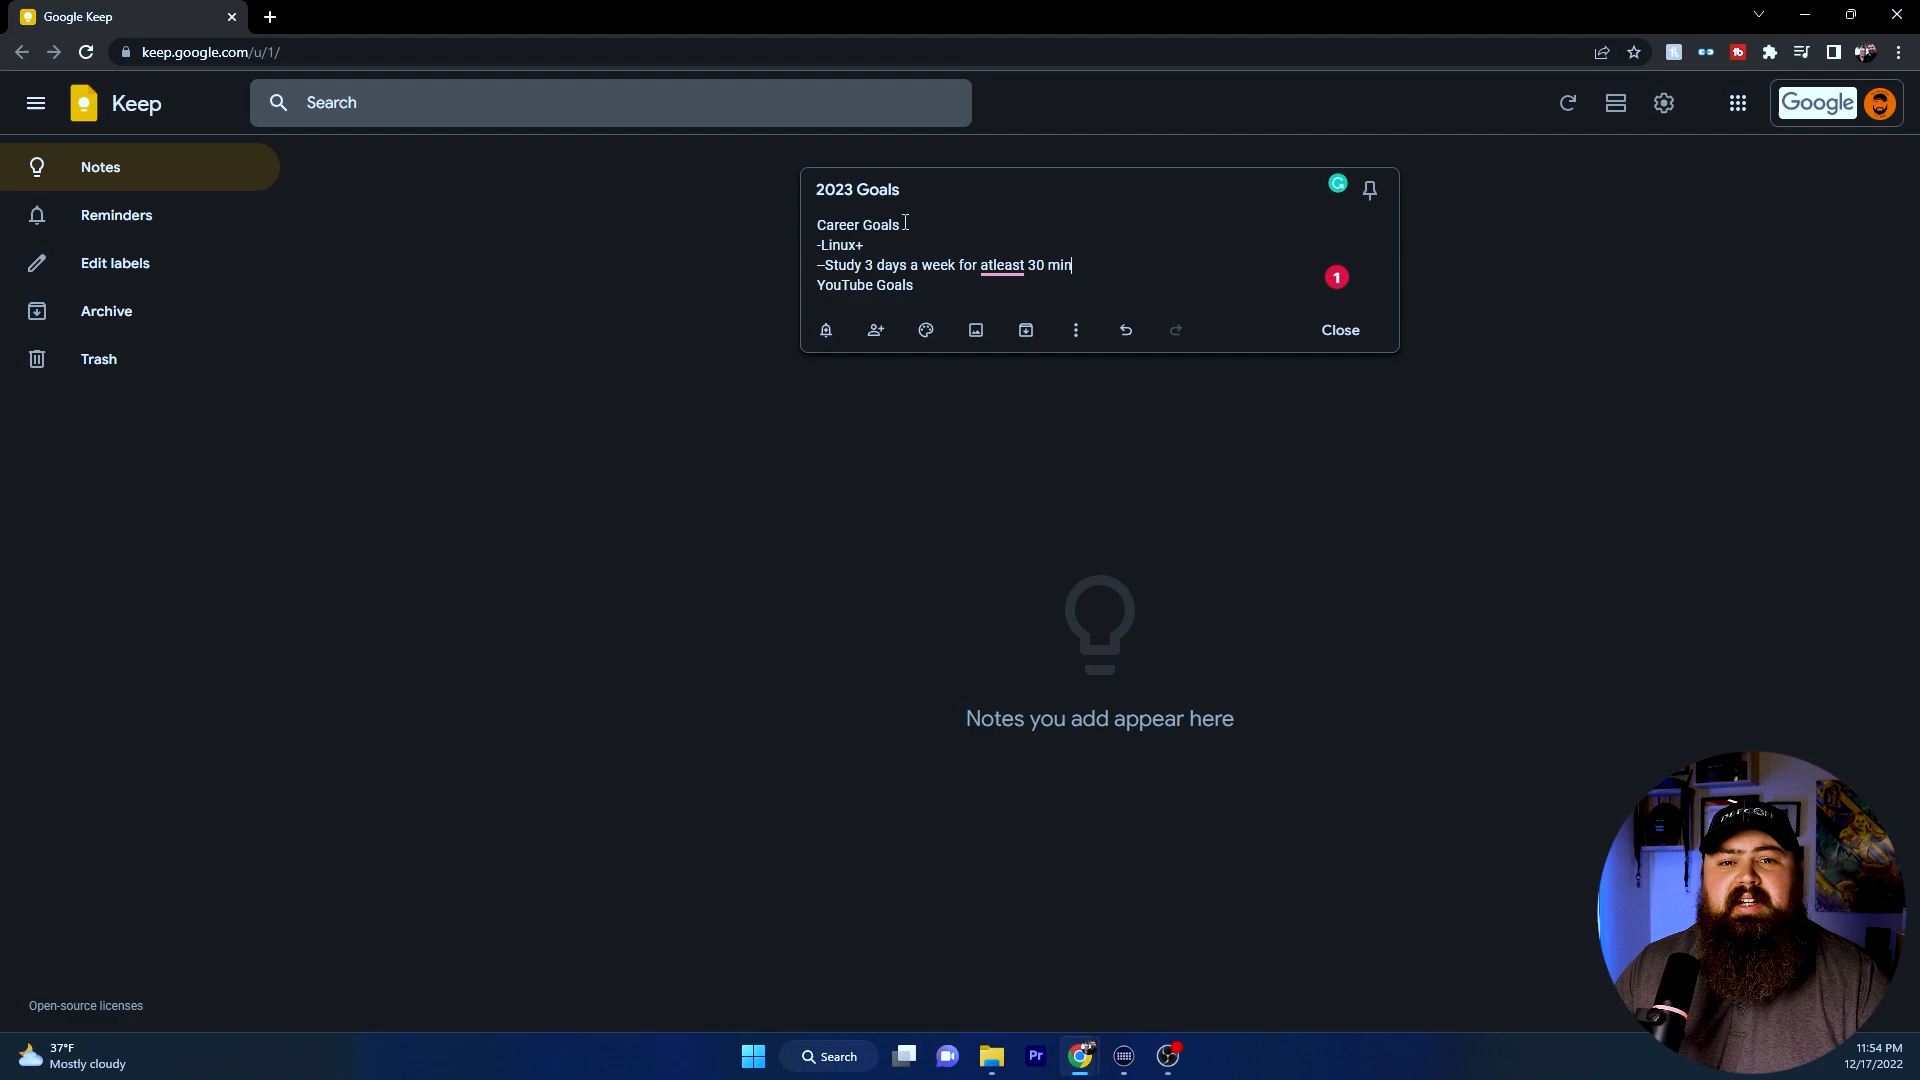 Google Keep
keep.google.com/u/1/
Keep
Search
Google
Notes
Reminders
Edit labels
Archive
Trash
2023 Goals
Career Goals
-Linux+
--Study 3 days a week for atleast 30 min
YouTube Goals
1
Close
Notes you add appear here
Open-source licenses
37°F
Mostly cloudy
Search
Pr
11:54 PM
12/17/2022